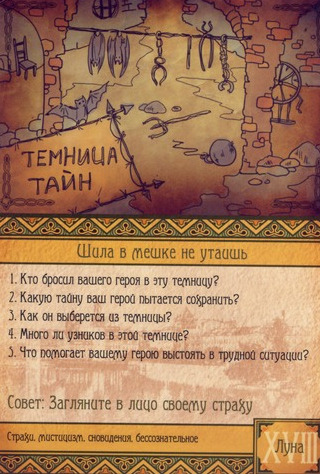 ТЕМНИЦА
ТАЙН
Шила в мешке не утаишь
1. Кто бросил вашего героя в эту темницу?
2. Какую тайну ваш герой пытается сохранить?
3. Как он выберется из темницы?
4. Много ли узников в этой темнице?
5. Что помогает вашему герою выстоять в трудной ситуации?
Совет: Загляните в лицо своему страху
Страхи, мистицизм, сновидения, бессознательное
XVIII
Луна